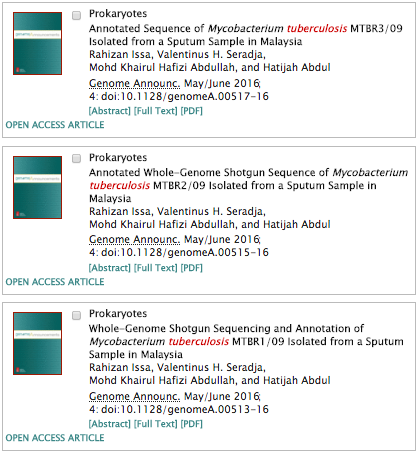 Prokaryotes
Annotated Sequence of Mycobacterium tuberculosis MTBR3/09
Isolated from a Sputum Sample in Malaysia
Rahizan Issa, Valentinus H. Seradja,
Mohd Khairul Hafizi Abdullah, and Hatijah Abdul
Genome Announc. May/June 2016;
4: doi:10.1128/genomeA.00517-16
[Abstract] [Full Text] [PDF]
OPEN ACCESS ARTICLE
Prokaryotes
Annotated Whole-Genome Shotgun Sequence of Mycobacterium
tuberculosis MTBR2/09 Isolated from a Sputum Sample in
Malaysia
Rahizan Issa, Valentinus H. Seradja,
Mohd Khairul Hafizi Abdullah, and Hatijah Abdul
Genome Announc. May/June 2016;
4: doi:10.1128/genomeA.00515-16
[Abstract] [Full Text] [PDF]
OPEN ACCESS ARTICLE
Prokaryotes
Whole-Genome Shotgun Sequencing and Annotation of
Mycobacterium tuberculosis MTBR1/09 Isolated from a Sputum
Sample in Malaysia
Rahizan Issa, Valentinus H. Seradja,
Mohd Khairul Hafizi Abdullah, and Hatijah Abdul
Genome Announc. May/June 2016;
4: doi:10.1128/genomeA.00513-16
[Abstract] [Full Text] [PDF]
OPEN ACCESS ARTICLE